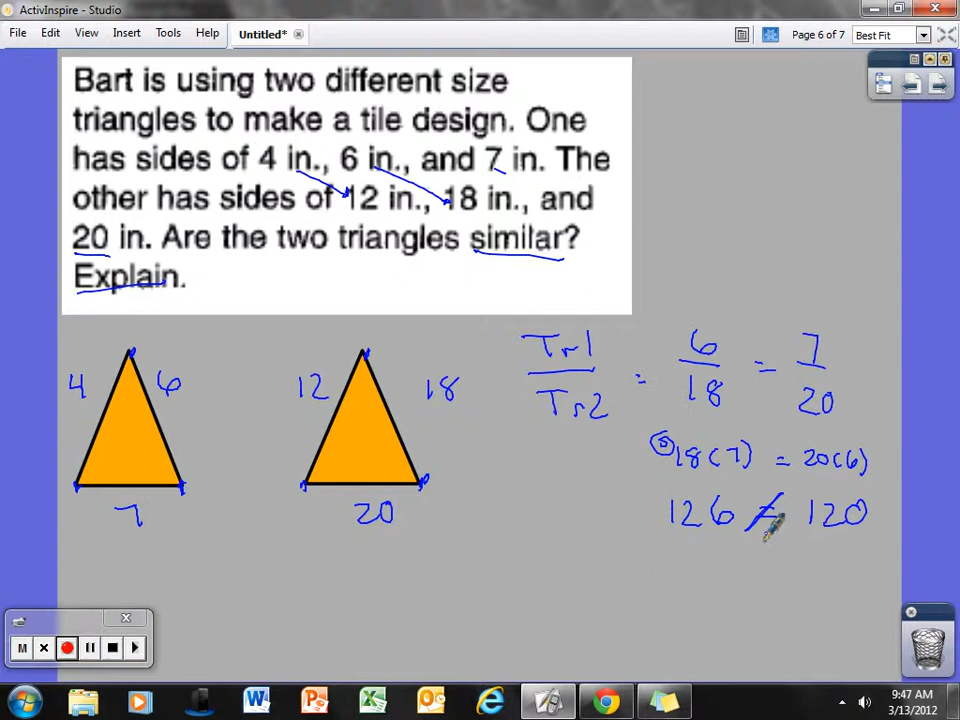 ActivInspire - Studio
File Edit View Insert Tools Help Untitled* Page 6 of 7 Best Fit
Bart is using two different size
triangles to make a tile design. One
has sides of 4 in., 6 in., and 7 in. The
other has sides of 12 in., 18 in., and
20 in. Are the two triangles similar?
Explain.
4 6 12 18
7 20
Tr1 / Tr2 = 6 / 18 = 7 / 20
18(7) = 20(6)
126 ≠ 120
M
9:47 AM
3/13/2012